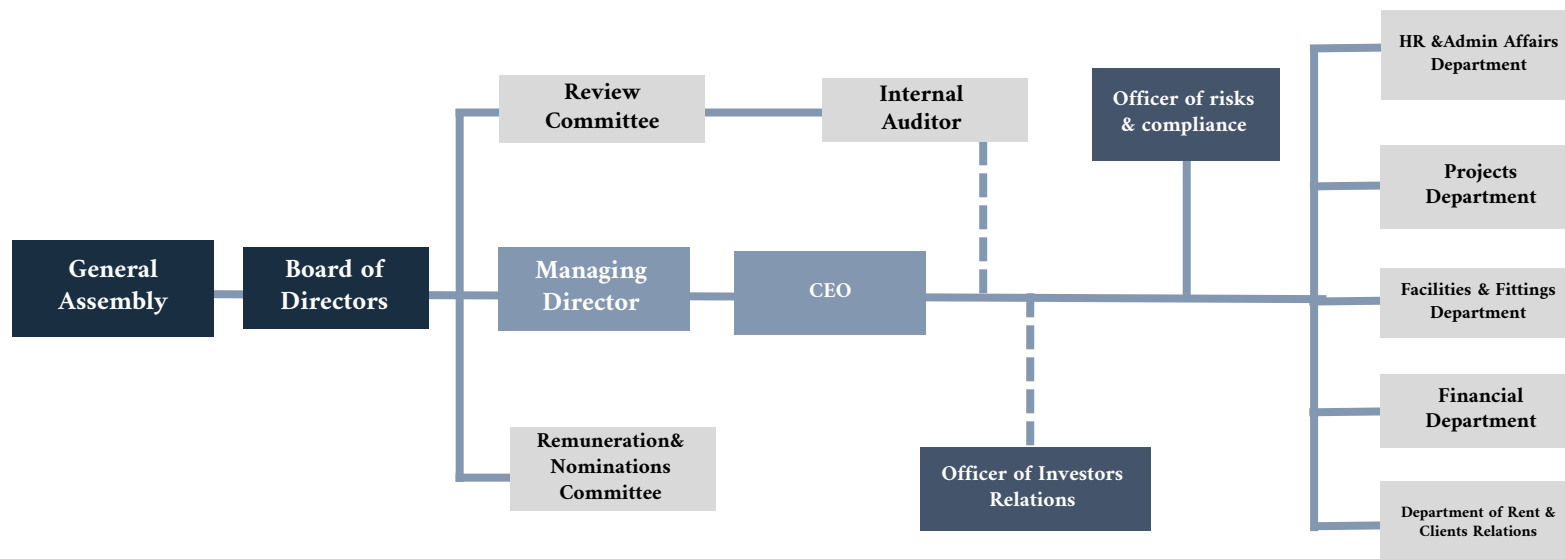 General
Assembly
Board of
Directors
Review
Committee
Managing
Director
Remuneration&
Nominations
Committee
Internal
Auditor
CEO
Officer of risks
& compliance
Officer of Investors
Relations
HR &Admin Affairs
Department
Projects
Department
Facilities & Fittings
Department
Financial
Department
Department of Rent &
Clients Relations